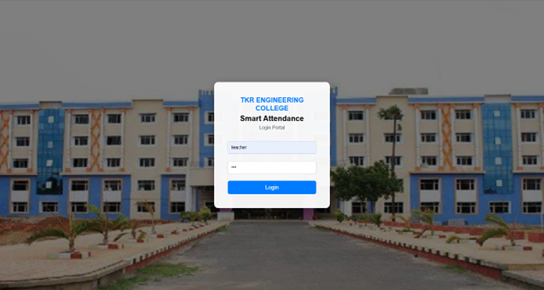 TKR ENGINEERING
COLLEGE
Smart Attendance
Login Portal
teacher
•••
Login